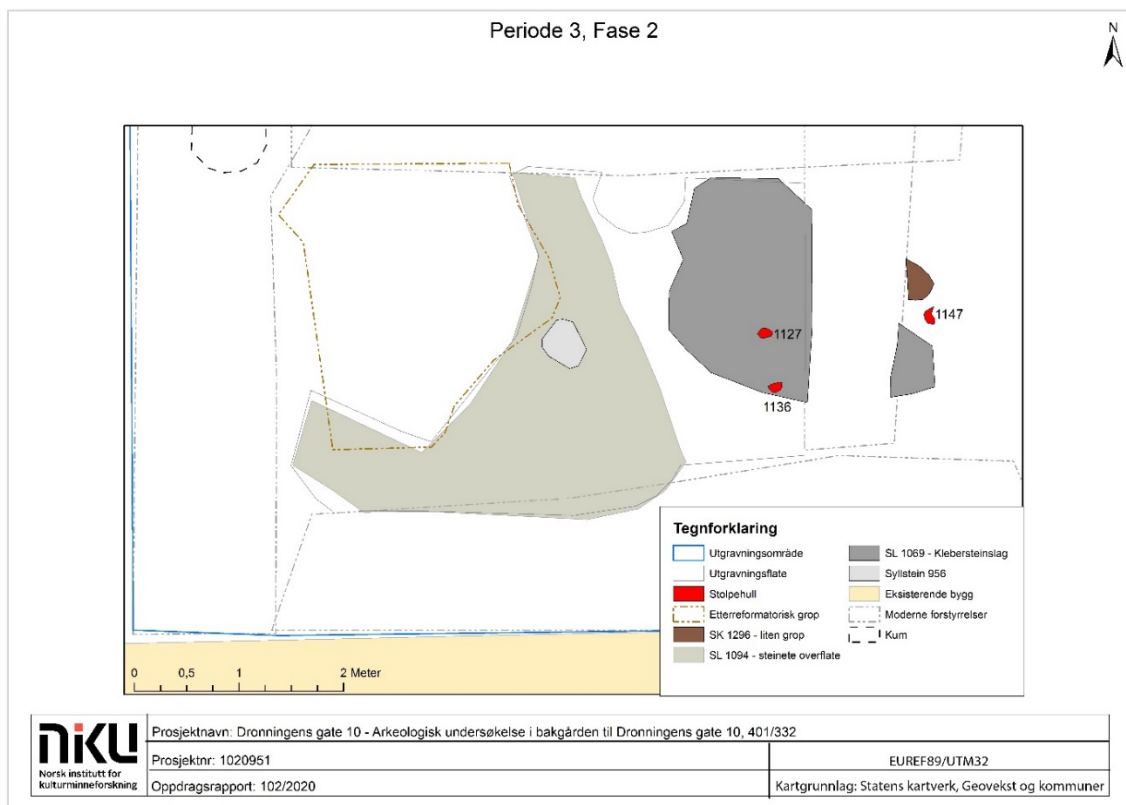 Periode 3, Fase 2
N
1147
1127
1136
Tegnforklaring
Utgravningsområde
Utgravningsflate
Stolpehull
Etterreformatorisk grop
SK 1296 - liten grop
SL 1094 - steinete overflate
SL 1069 - Klebersteinslag
Syllstein 956
Eksisterende bygg
Moderne forstyrrelser
Kum
0 0,5 1 2 Meter
NIKU
Norsk institutt for
kulturminneforskning
Prosjektnavn: Dronningens gate 10 - Arkeologisk undersøkelse i bakgården til Dronningens gate 10, 401/332
Prosjektnr: 1020951
EUREF89/UTM32
Oppdragsrapport: 102/2020
Kartgrunnlag: Statens kartverk, Geovekst og kommuner